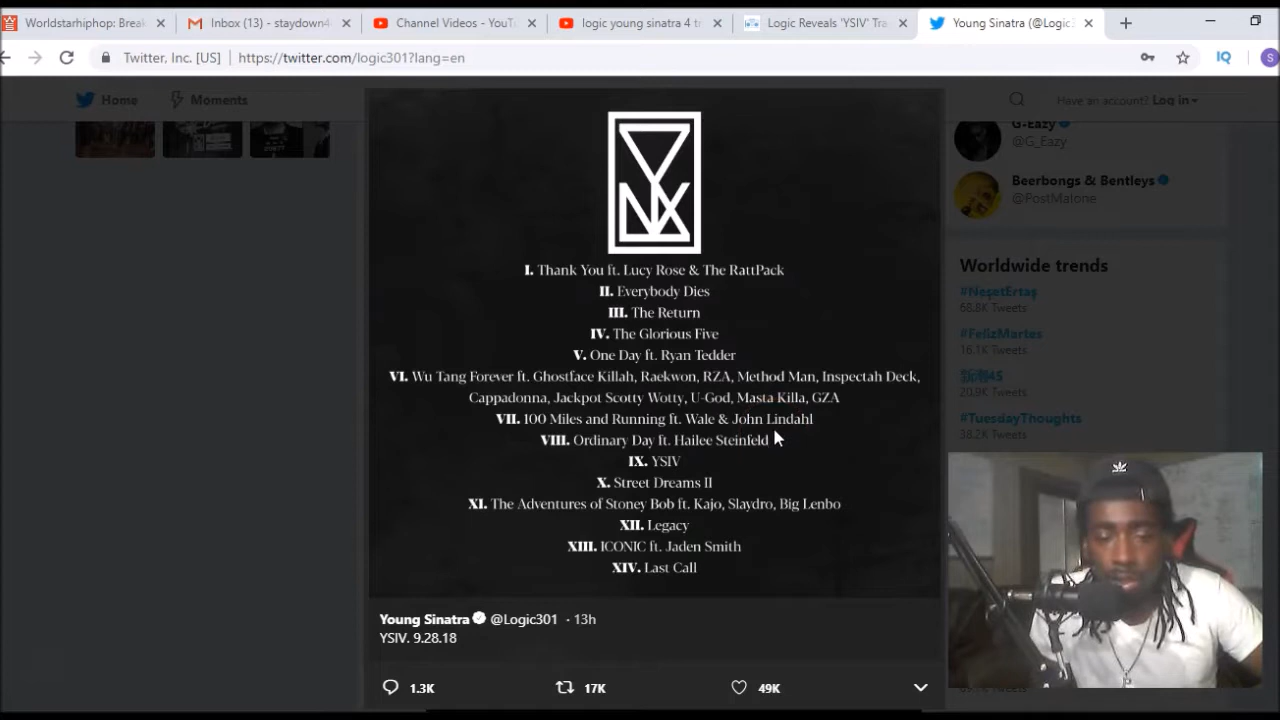 Worldstarhiphop: Break
Inbox (13) - staydown4
Channel Videos - YouT
logic young sinatra 4 t
Logic Reveals 'YSIV' Tra
Young Sinatra (@Logic3
Twitter, Inc. [US] https://twitter.com/logic301?lang=en
IQ
S
Home
Moments
Have an account? Log in
G-Eazy
@G_Eazy
Beerbongs & Bentleys
@PostMalone
I. Thank You ft. Lucy Rose & The RattPack
II. Everybody Dies
III. The Return
IV. The Glorious Five
V. One Day ft. Ryan Tedder
VI. Wu Tang Forever ft. Ghostface Killah, Raekwon, RZA, Method Man, Inspectah Deck,
Cappadonna, Jackpot Scotty Wotty, U-God, Masta Killa, GZA
VII. 100 Miles and Running ft. Wale & John Lindahl
VIII. Ordinary Day ft. Hailee Steinfeld
IX. YSIV
X. Street Dreams II
XI. The Adventures of Stoney Bob ft. Kajo, Slaydro, Big Lenbo
XII. Legacy
XIII. ICONIC ft. Jaden Smith
XIV. Last Call
Young Sinatra @Logic301 · 13h
YSIV. 9.28.18
1.3K
17K
49K
Worldwide trends
#NeşetErtaş
68.8K Tweets
#FelizMartes
16.1K Tweets
20.9K Tweets
#TuesdayThoughts
38.2K Tweets